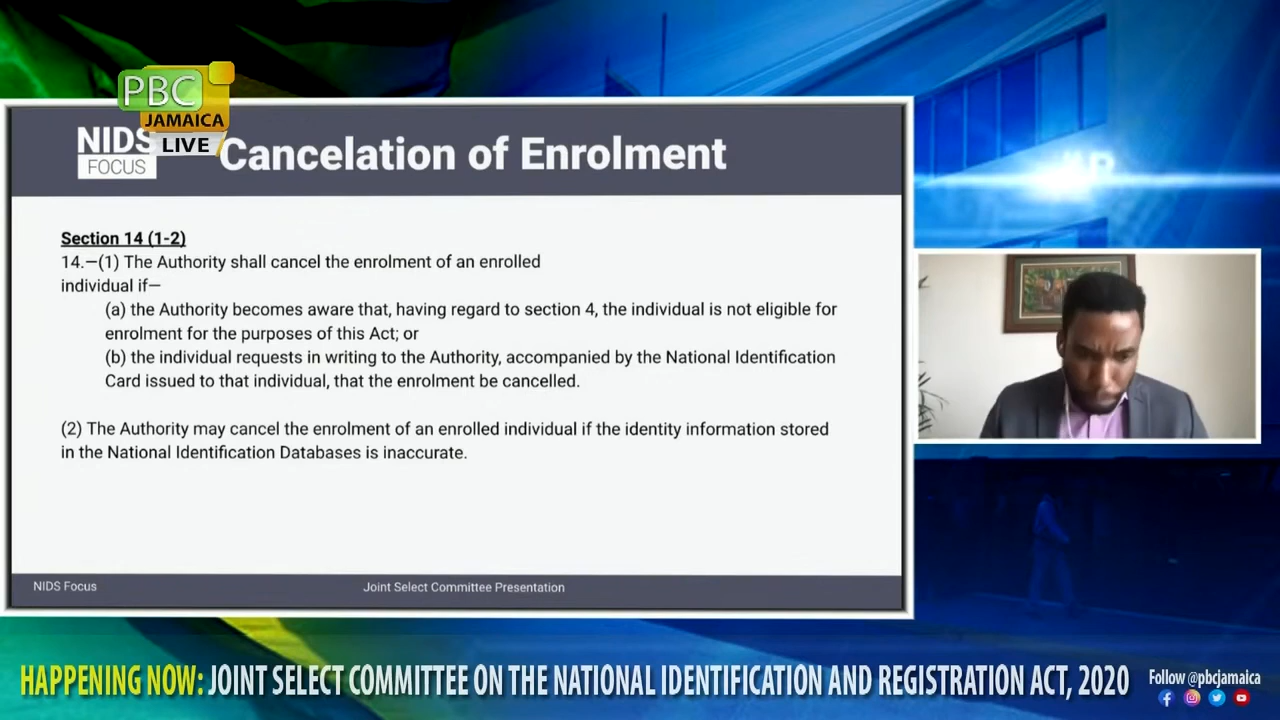 PBC
JAMAICA
LIVE
NIDS
FOCUS
Cancelation of Enrolment
Section 14 (1-2)
14.—(1) The Authority shall cancel the enrolment of an enrolled
individual if—
(a) the Authority becomes aware that, having regard to section 4, the individual is not eligible for
enrolment for the purposes of this Act; or
(b) the individual requests in writing to the Authority, accompanied by the National Identification
Card issued to that individual, that the enrolment be cancelled.
(2) The Authority may cancel the enrolment of an enrolled individual if the identity information stored
in the National Identification Databases is inaccurate.
NIDS Focus
Joint Select Committee Presentation
HAPPENING NOW: JOINT SELECT COMMITTEE ON THE NATIONAL IDENTIFICATION AND REGISTRATION ACT, 2020
Follow @pbcjamaica